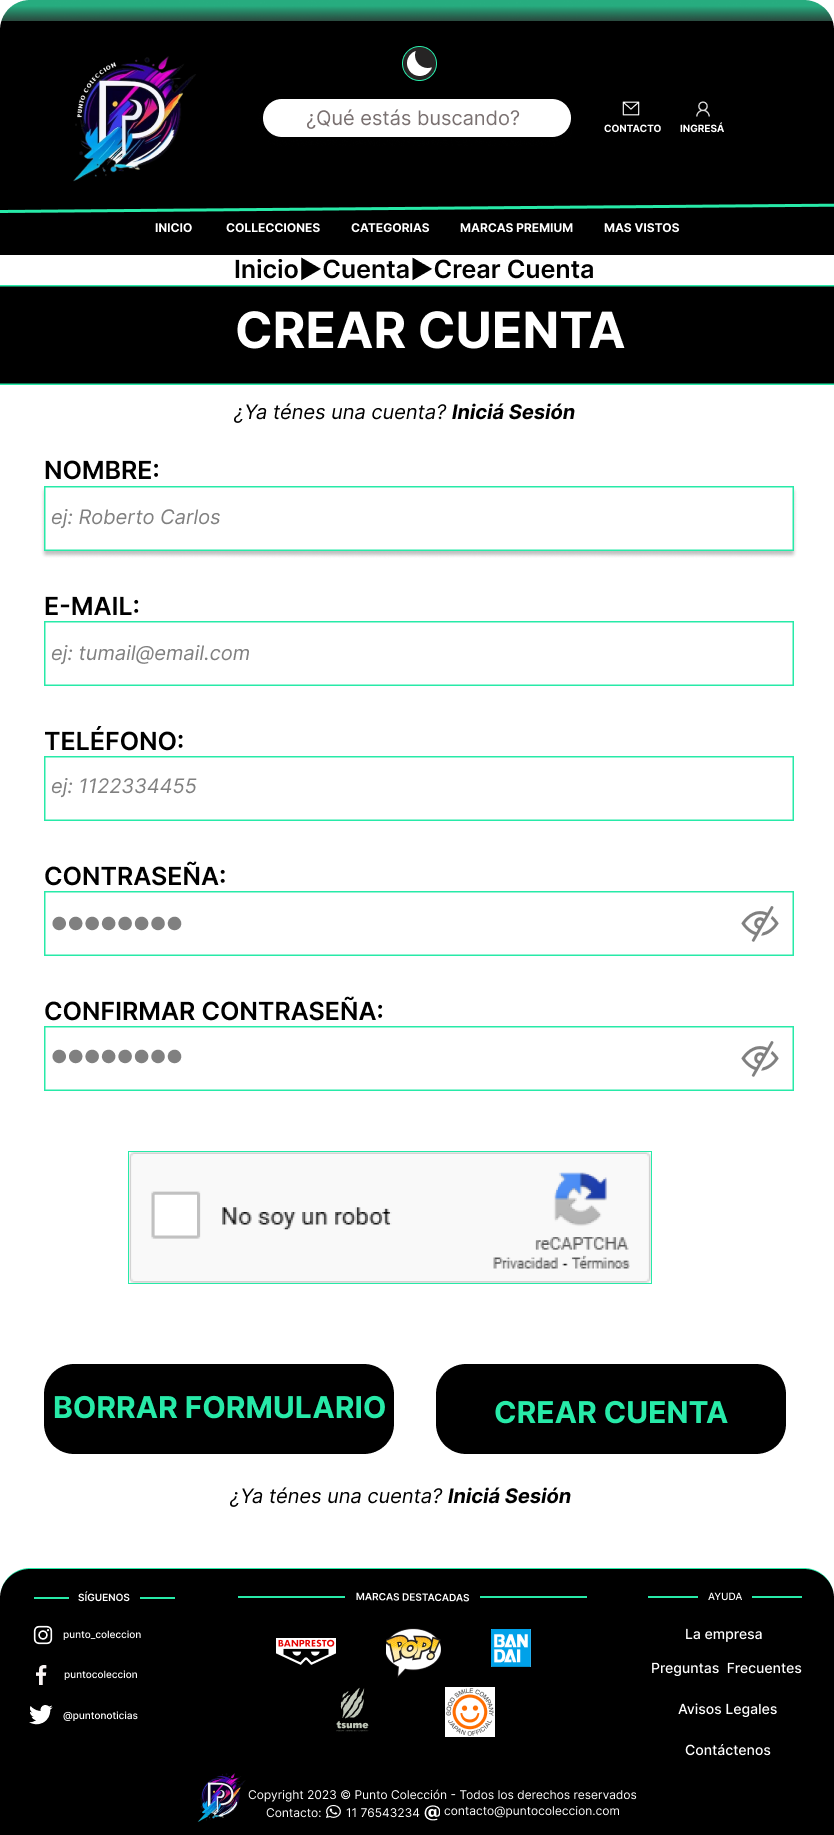 PUNTO COLECCION
¿Qué estás buscando?
CONTACTO INGRESÁ
INICIO COLLECCIONES CATEGORIAS MARCAS PREMIUM MAS VISTOS
Inicio▶Cuenta▶Crear Cuenta
CREAR CUENTA
¿Ya ténes una cuenta? Iniciá Sesión
NOMBRE:
ej: Roberto Carlos
E-MAIL:
ej: tumail@email.com
TELÉFONO:
ej: 1122334455
CONTRASEÑA:
●●●●●●●●
CONFIRMAR CONTRASEÑA:
●●●●●●●●
No soy un robot
reCAPTCHA
Privacidad - Términos
BORRAR FORMULARIO CREAR CUENTA
¿Ya ténes una cuenta? Iniciá Sesión
SÍGUENOS
punto_coleccion
puntocoleccion
@puntonoticias
MARCAS DESTACADAS
BANPRESTO
POP!
BAN
DAI
tsume
GOOD SMILE COMPANY
JAPAN OFFICIAL
AYUDA
La empresa
Preguntas Frecuentes
Avisos Legales
Contáctenos
Copyright 2023 © Punto Colección - Todos los derechos reservados
Contacto: 11 76543234 @ contacto@puntocoleccion.com